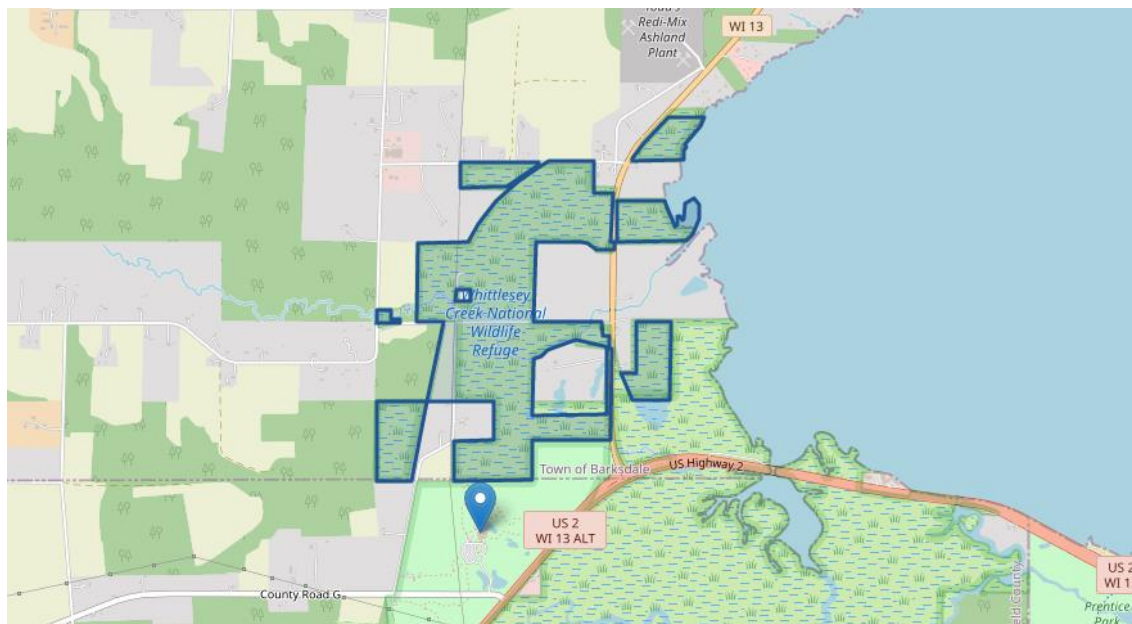 Redi-Mix
Ashland
Plant
WI 13
Whittlesey
Creek National
Wildlife
Refuge
Town of Barksdale
US Highway 2
US 2
WI 13 ALT
County Road G
US 2
WI 1
Prentice
Park